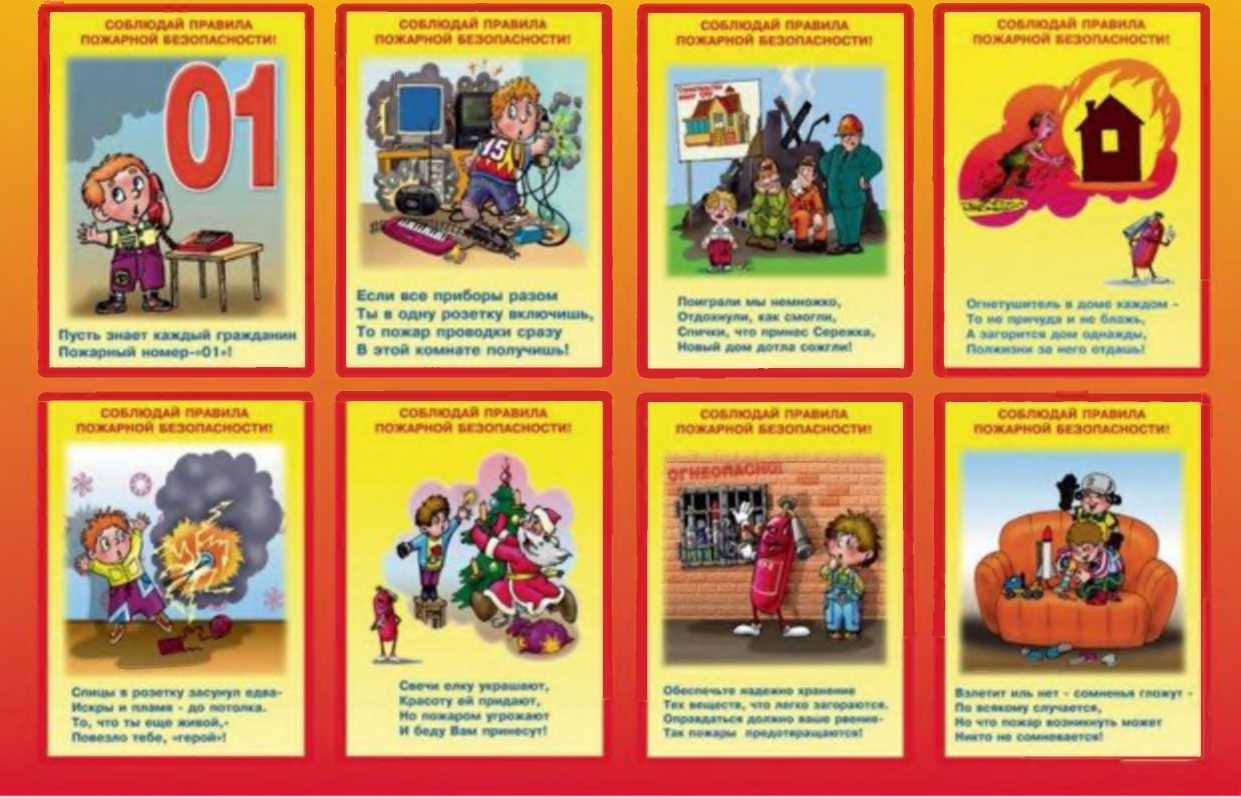 СОБЛЮДАЙ ПРАВИЛА
ПОЖАРНОЙ БЕЗОПАСНОСТИ!
01
Пусть знает каждый гражданин
Пожарный номер-«01»!
СОБЛЮДАЙ ПРАВИЛА
ПОЖАРНОЙ БЕЗОПАСНОСТИ!
15
Если все приборы разом
Ты в одну розетку включишь,
То пожар проводки сразу
В этой комнате получишь!
СОБЛЮДАЙ ПРАВИЛА
ПОЖАРНОЙ БЕЗОПАСНОСТИ!
Поиграли мы немножко,
Отдохнули, как смогли,
Спички, что принес Сережка,
Новый дом дотла сожгли!
СОБЛЮДАЙ ПРАВИЛА
ПОЖАРНОЙ БЕЗОПАСНОСТИ!
Огнетушитель в доме каждом -
То не причуда и не блажь,
А загорится дом однажды,
Полжизни за него отдашь!
СОБЛЮДАЙ ПРАВИЛА
ПОЖАРНОЙ БЕЗОПАСНОСТИ!
Спицы в розетку засунул едва-
Искры и пламя - до потолка.
То, что ты еще живой,-
Повезло тебе, «герой»!
СОБЛЮДАЙ ПРАВИЛА
ПОЖАРНОЙ БЕЗОПАСНОСТИ!
Свечи елку украшают,
Красоту ей придают,
Но пожаром угрожают
И беду Вам принесут!
СОБЛЮДАЙ ПРАВИЛА
ПОЖАРНОЙ БЕЗОПАСНОСТИ!
ОГНЕОПАСНО!
Обеспечьте надежно хранение
Тех веществ, что легко загораются.
Оправдаться должно ваше рвение-
Так пожары предотвращаются!
СОБЛЮДАЙ ПРАВИЛА
ПОЖАРНОЙ БЕЗОПАСНОСТИ!
Взлетит иль нет - сомненья гложут -
По всякому случается,
Но что пожар возникнуть может
Никто не сомневается!